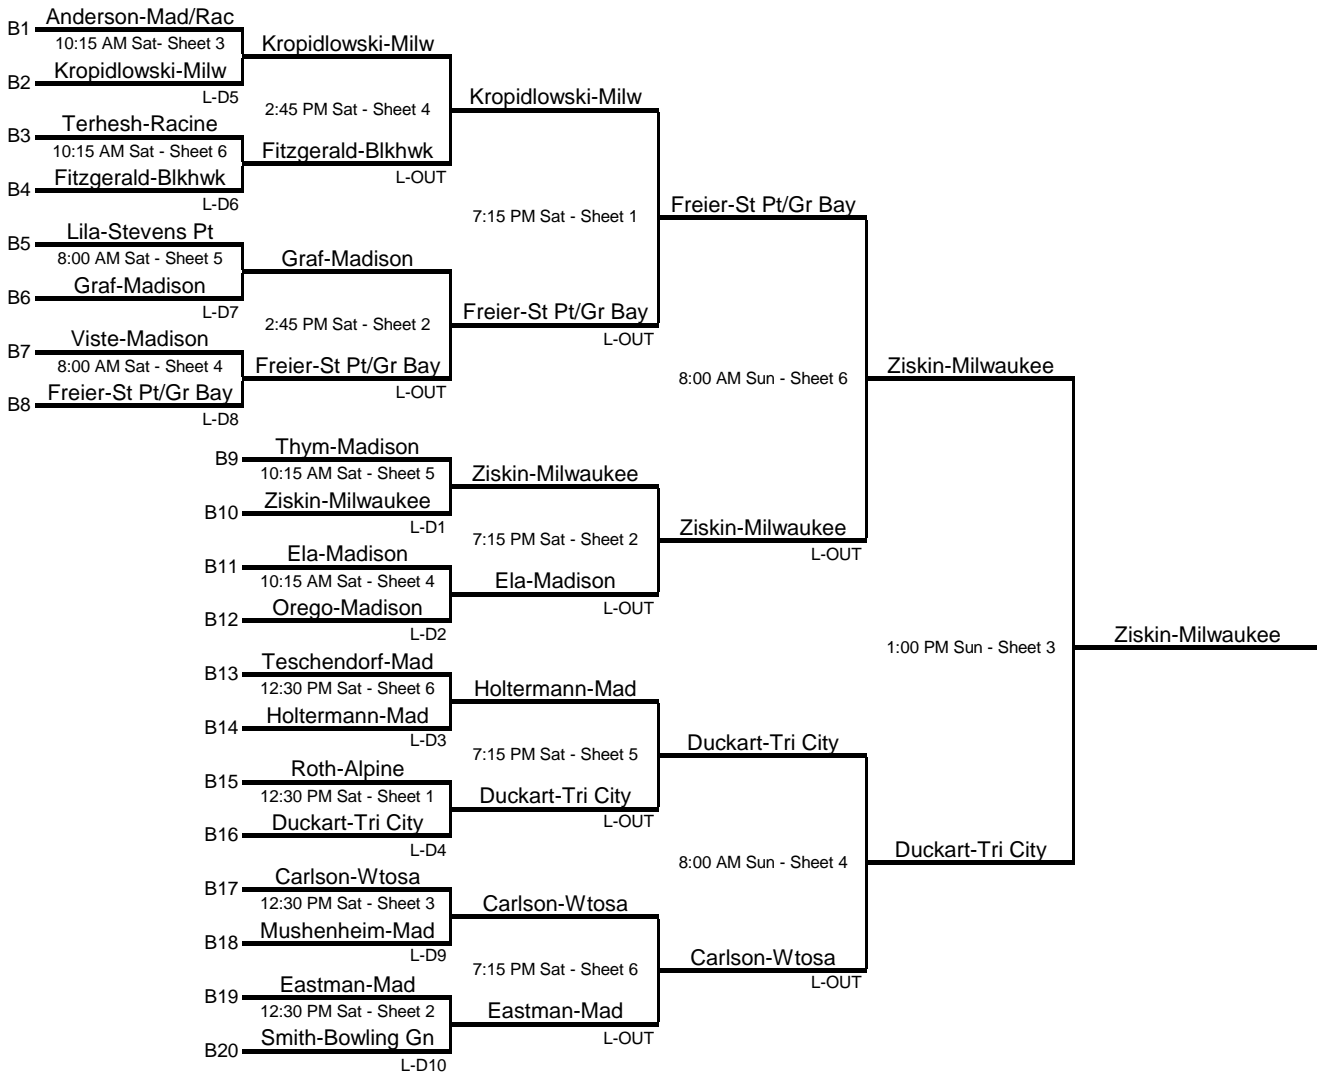 Anderson-Mad/Rac
B1
10:15 AM Sat- Sheet 3
Kropidlowski-Milw
Kropidlowski-Milw
B2
L-D5
2:45 PM Sat - Sheet 4
Kropidlowski-Milw
Terhesh-Racine
B3
10:15 AM Sat - Sheet 6
Fitzgerald-Blkhwk
Fitzgerald-Blkhwk
L-OUT
B4
L-D6
7:15 PM Sat - Sheet 1
Freier-St Pt/Gr Bay
Lila-Stevens Pt
B5
8:00 AM Sat - Sheet 5
Graf-Madison
Graf-Madison
B6
L-D7
2:45 PM Sat - Sheet 2
Freier-St Pt/Gr Bay
L-OUT
Viste-Madison
B7
8:00 AM Sat - Sheet 4
Freier-St Pt/Gr Bay
L-OUT
Freier-St Pt/Gr Bay
B8
L-D8
8:00 AM Sun - Sheet 6
Ziskin-Milwaukee
Thym-Madison
B9
10:15 AM Sat - Sheet 5
Ziskin-Milwaukee
Ziskin-Milwaukee
B10
L-D1
7:15 PM Sat - Sheet 2
Ziskin-Milwaukee
L-OUT
Ela-Madison
B11
10:15 AM Sat - Sheet 4
Ela-Madison
L-OUT
Orego-Madison
B12
L-D2
1:00 PM Sun - Sheet 3
Ziskin-Milwaukee
Teschendorf-Mad
B13
12:30 PM Sat - Sheet 6
Holtermann-Mad
Holtermann-Mad
B14
L-D3
7:15 PM Sat - Sheet 5
Duckart-Tri City
Roth-Alpine
B15
12:30 PM Sat - Sheet 1
Duckart-Tri City
L-OUT
Duckart-Tri City
B16
L-D4
8:00 AM Sun - Sheet 4
Duckart-Tri City
Carlson-Wtosa
B17
12:30 PM Sat - Sheet 3
Carlson-Wtosa
Mushenheim-Mad
B18
L-D9
7:15 PM Sat - Sheet 6
Carlson-Wtosa
L-OUT
Eastman-Mad
B19
12:30 PM Sat - Sheet 2
Eastman-Mad
L-OUT
Smith-Bowling Gn
B20
L-D10